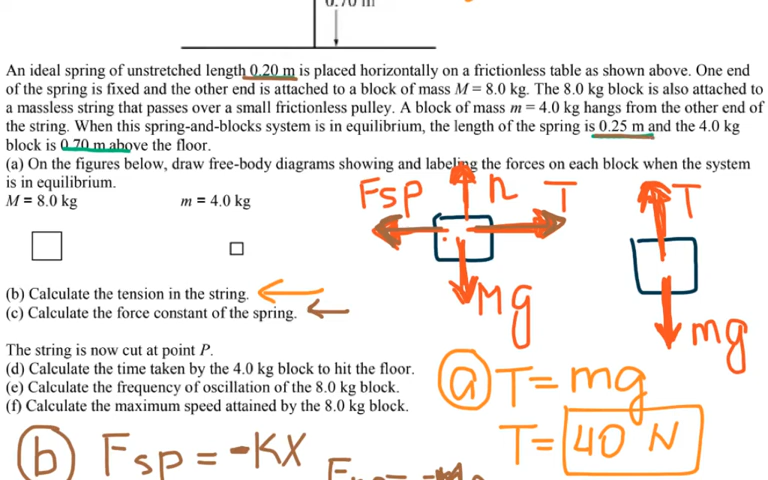 0.70 m
An ideal spring of unstretched length 0.20 m is placed horizontally on a frictionless table as shown above. One end
of the spring is fixed and the other end is attached to a block of mass M = 8.0 kg. The 8.0 kg block is also attached to
a massless string that passes over a small frictionless pulley. A block of mass m = 4.0 kg hangs from the other end of
the string. When this spring-and-blocks system is in equilibrium, the length of the spring is 0.25 m and the 4.0 kg
block is 0.70 m above the floor.
(a) On the figures below, draw free-body diagrams showing and labeling the forces on each block when the system
is in equilibrium.
M = 8.0 kg m = 4.0 kg
Fsp n T T
Mg mg
(b) Calculate the tension in the string.
(c) Calculate the force constant of the spring.
The string is now cut at point P.
(d) Calculate the time taken by the 4.0 kg block to hit the floor.
(e) Calculate the frequency of oscillation of the 8.0 kg block.
(f) Calculate the maximum speed attained by the 8.0 kg block.
a T = mg
T = 40 N
b Fsp = -KX